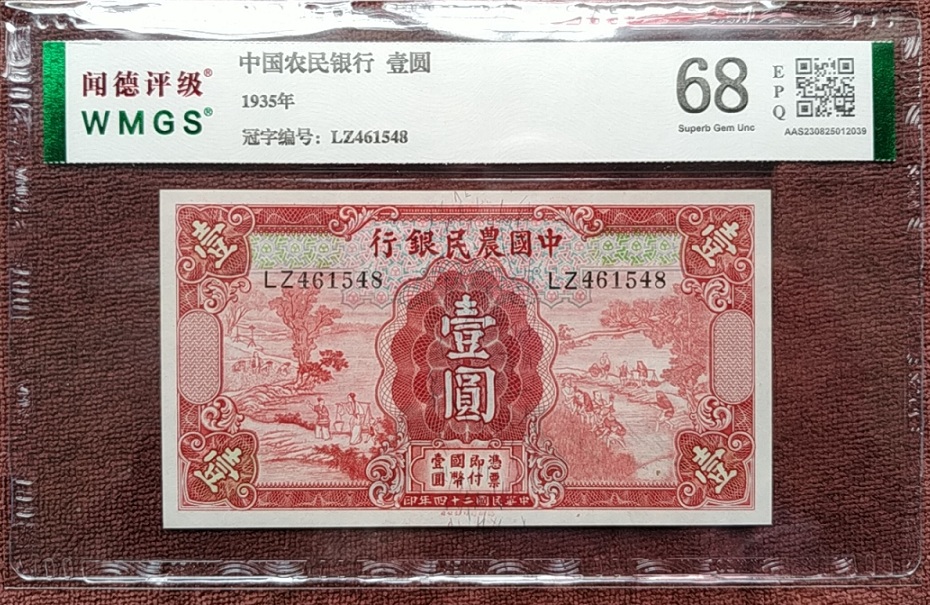 闻德评级®
WMGS®
中国农民银行 壹圆
1935年
冠字编号: LZ461548
68
EPQ
Superb Gem Unc
AAS230825012039
壹
壹
行銀民農國中
LZ461548
LZ461548
壹圓
憑票即付國幣壹圓
壹
壹
印年四十二國民華中